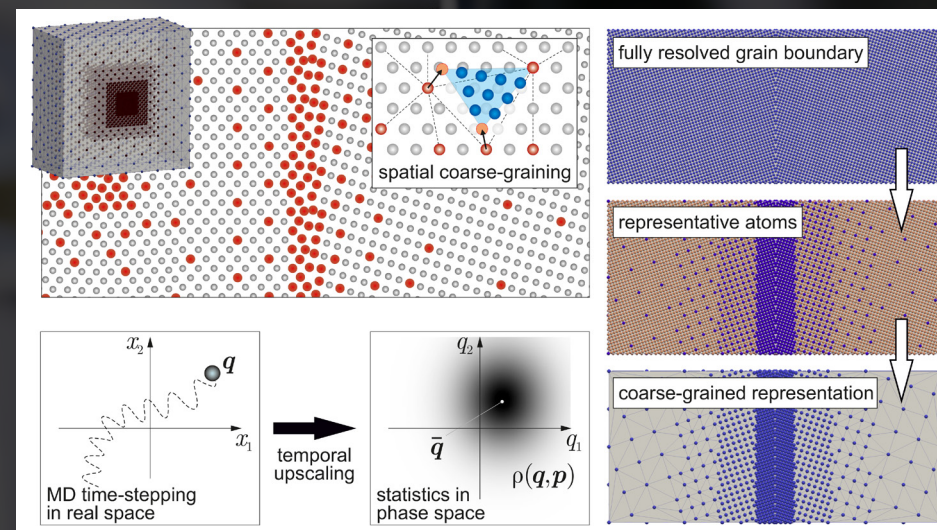 spatial coarse-graining
fully resolved grain boundary
representative atoms
coarse-grained representation
x₂
q
x₁
MD time-stepping
in real space
temporal
upscaling
q₂
q̄
q₁
ρ(q,p)
statistics in
phase space